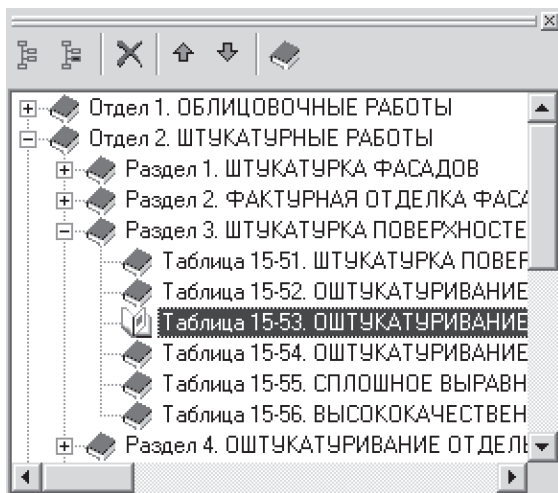 Отдел 1. ОБЛИЦОВОЧНЫЕ РАБОТЫ
Отдел 2. ШТУКАТУРНЫЕ РАБОТЫ
Раздел 1. ШТУКАТУРКА ФАСАДОВ
Раздел 2. ФАКТУРНАЯ ОТДЕЛКА ФАСА
Раздел 3. ШТУКАТУРКА ПОВЕРХНОСТЕ
Таблица 15-51. ШТУКАТУРКА ПОВЕР
Таблица 15-52. ОШТУКАТУРИВАНИЕ
Таблица 15-53. ОШТУКАТУРИВАНИЕ
Таблица 15-54. ОШТУКАТУРИВАНИЕ
Таблица 15-55. СПЛОШНОЕ ВЫРАВН
Таблица 15-56. ВЫСОКОКАЧЕСТВЕН
Раздел 4. ОШТУКАТУРИВАНИЕ ОТДЕЛЬ